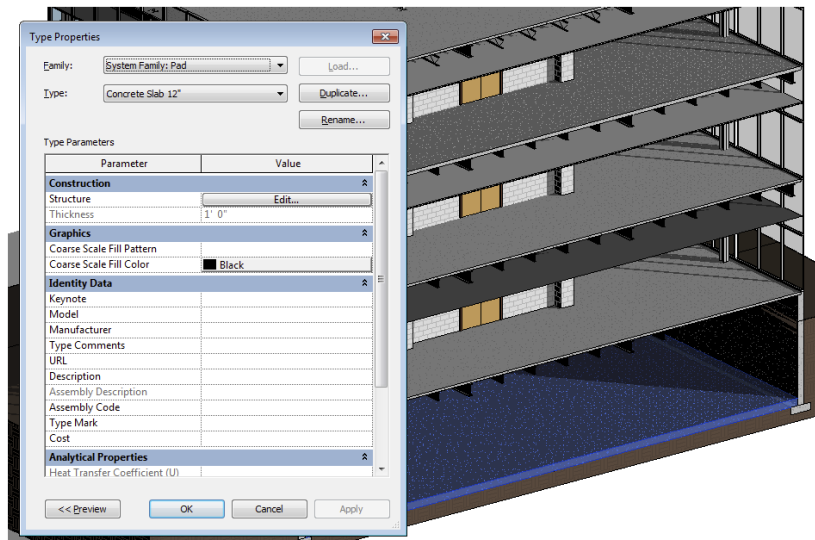 Type Properties
Family: System Family: Pad Load...
Type: Concrete Slab 12" Duplicate...
Rename...
Type Parameters
Parameter Value
Construction
Structure Edit...
Thickness 1' 0"
Graphics
Coarse Scale Fill Pattern
Coarse Scale Fill Color Black
Identity Data
Keynote
Model
Manufacturer
Type Comments
URL
Description
Assembly Description
Assembly Code
Type Mark
Cost
Analytical Properties
Heat Transfer Coefficient (U)
<< Preview OK Cancel Apply